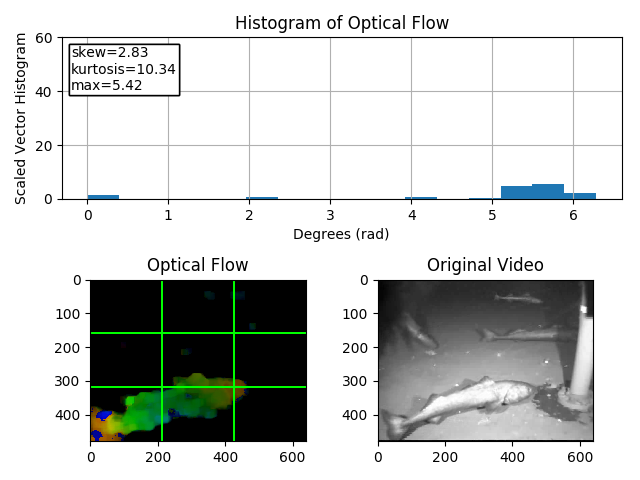 Histogram of Optical Flow
Scaled Vector Histogram
60
40
20
0
skew=2.83
kurtosis=10.34
max=5.42
0 1 2 3 4 5 6
Degrees (rad)
Optical Flow
0
100
200
300
400
0 200 400 600
Original Video
0
100
200
300
400
0 200 400 600